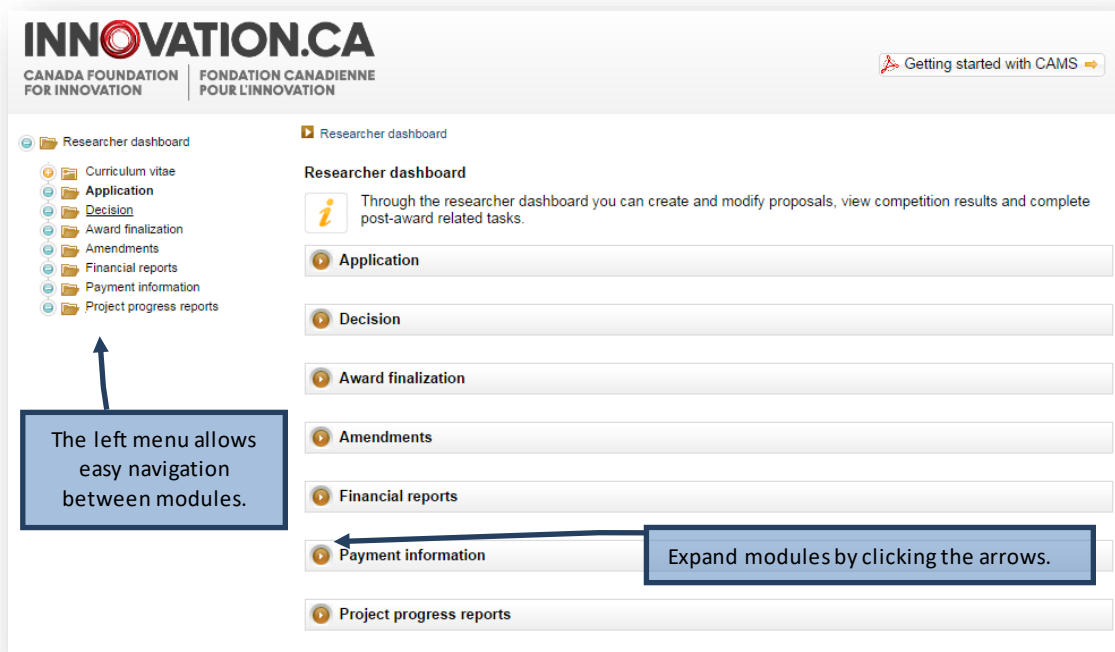 INNOVATION.CA
CANADA FOUNDATION
FOR INNOVATION
FONDATION CANADIENNE
POUR L'INNOVATION
Getting started with CAMS
Researcher dashboard
Curriculum vitae
Application
Decision
Award finalization
Amendments
Financial reports
Payment information
Project progress reports
The left menu allows
easy navigation
between modules.
Researcher dashboard
Researcher dashboard
Through the researcher dashboard you can create and modify proposals, view competition results and complete
post-award related tasks.
Application
Decision
Award finalization
Amendments
Financial reports
Payment information
Expand modules by clicking the arrows.
Project progress reports